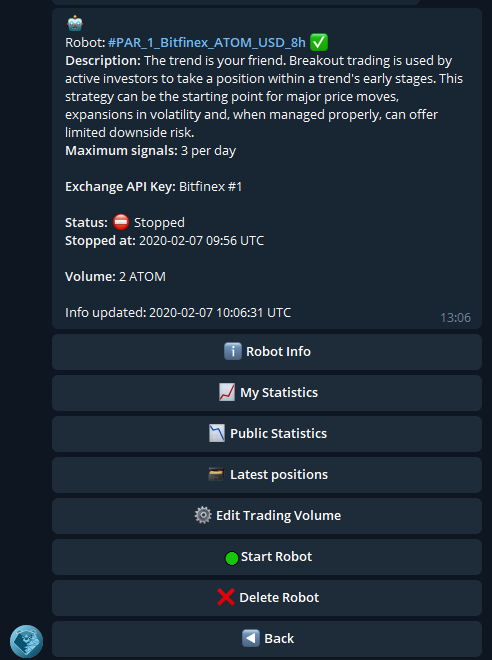 Robot: #PAR_1_Bitfinex_ATOM_USD_8h
Description: The trend is your friend. Breakout trading is used by
active investors to take a position within a trend's early stages. This
strategy can be the starting point for major price moves,
expansions in volatility and, when managed properly, can offer
limited downside risk.
Maximum signals: 3 per day
Exchange API Key: Bitfinex #1
Status: Stopped
Stopped at: 2020-02-07 09:56 UTC
Volume: 2 ATOM
Info updated: 2020-02-07 10:06:31 UTC
13:06
Robot Info
My Statistics
Public Statistics
Latest positions
Edit Trading Volume
Start Robot
Delete Robot
Back